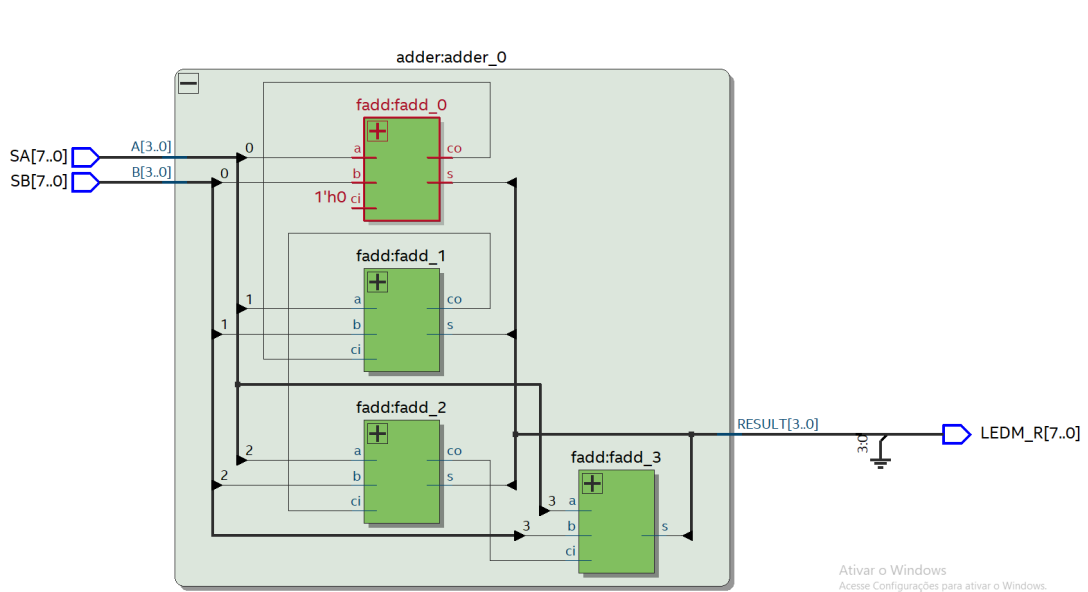 adder:adder_0
fadd:fadd_0
SA[7..0] A[3..0] 0 a co
SB[7..0] B[3..0] 0 b s
1'h0 ci
fadd:fadd_1
1 a co
1 b s
ci
fadd:fadd_2
RESULT[3..0] 3:0 LEDM_R[7..0]
2 a co
fadd:fadd_3
2 b s
ci 3 a
3 b s
ci
Ativar o Windows
Acesse Configurações para ativar o Windows.